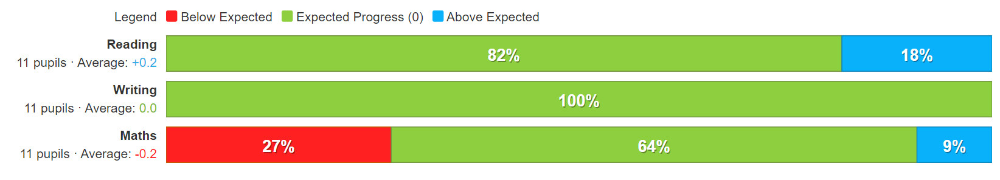 Legend Below Expected Expected Progress (0) Above Expected
Reading
11 pupils · Average: +0.2
82% 18%
Writing
11 pupils · Average: 0.0
100%
Maths
11 pupils · Average: -0.2
27% 64% 9%